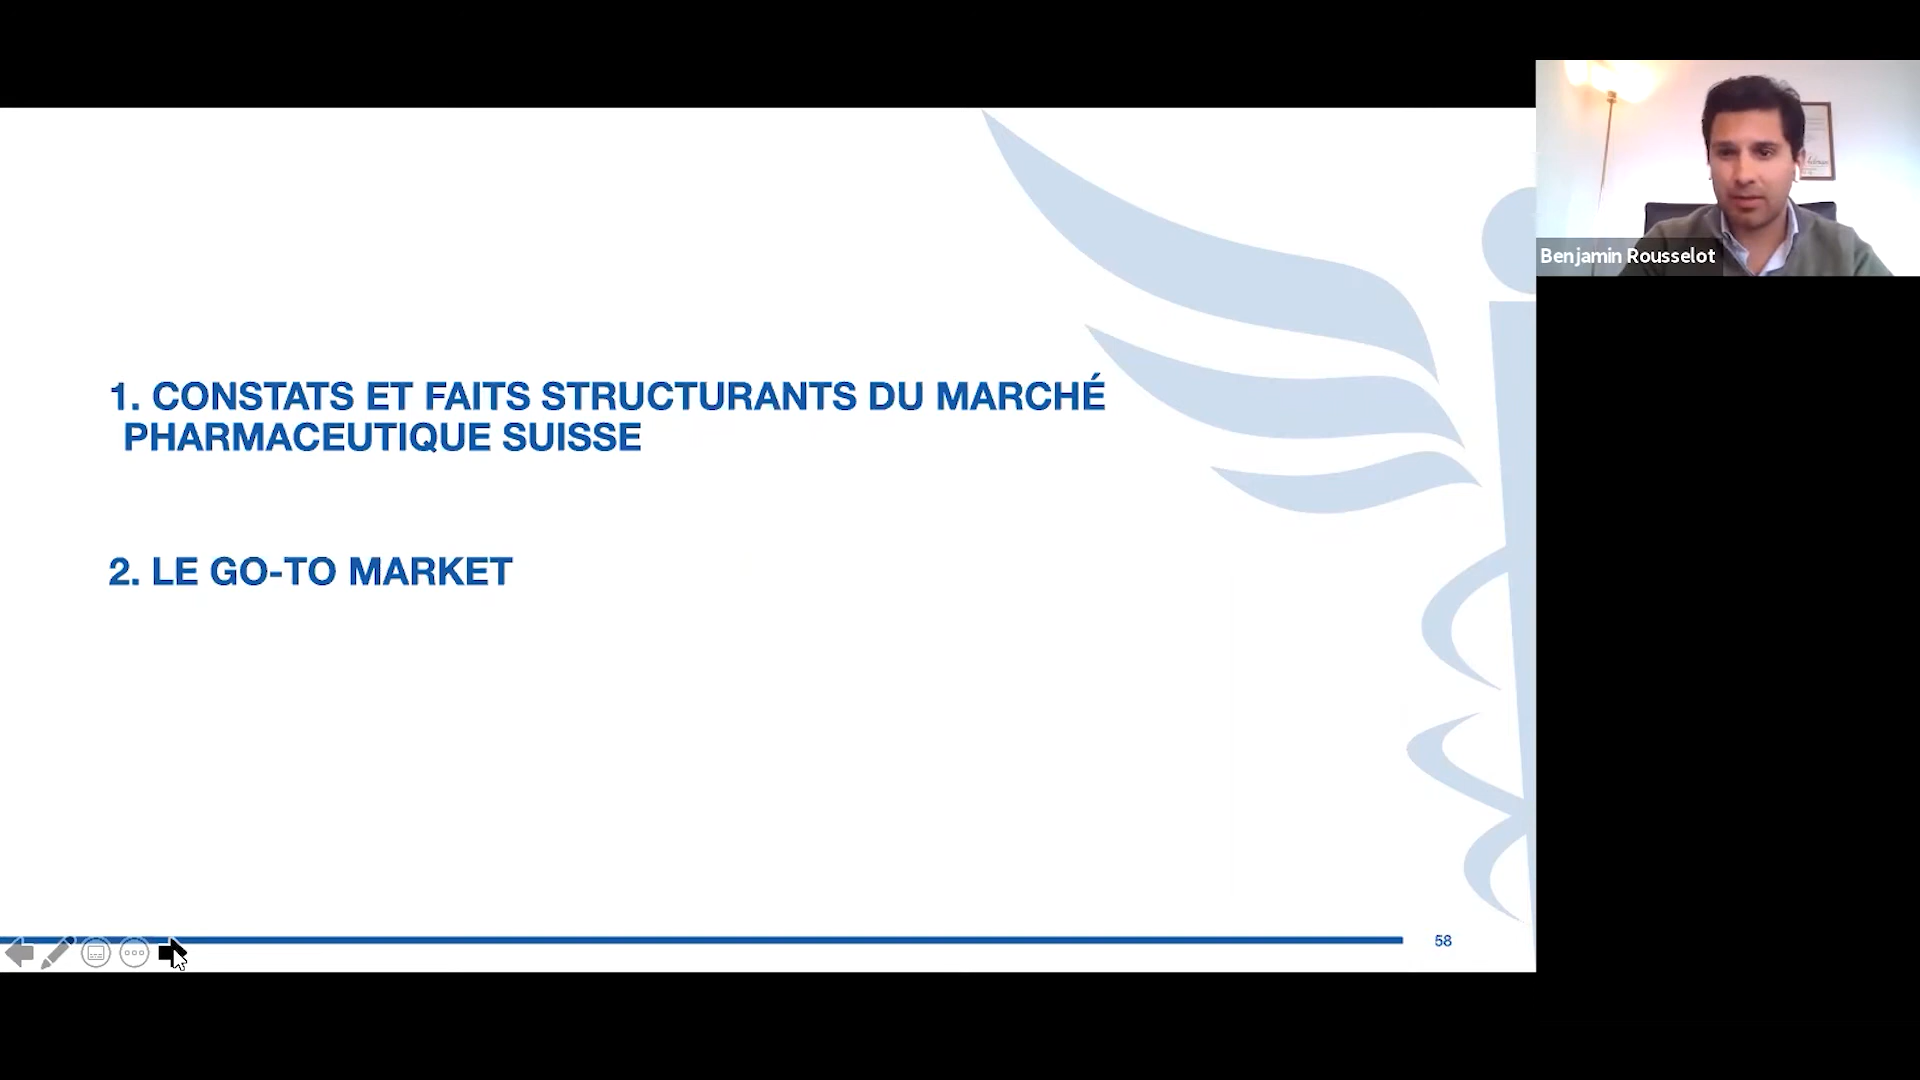 1. CONSTATS ET FAITS STRUCTURANTS DU MARCHÉ
PHARMACEUTIQUE SUISSE
2. LE GO-TO MARKET
58
Benjamin Rousselot